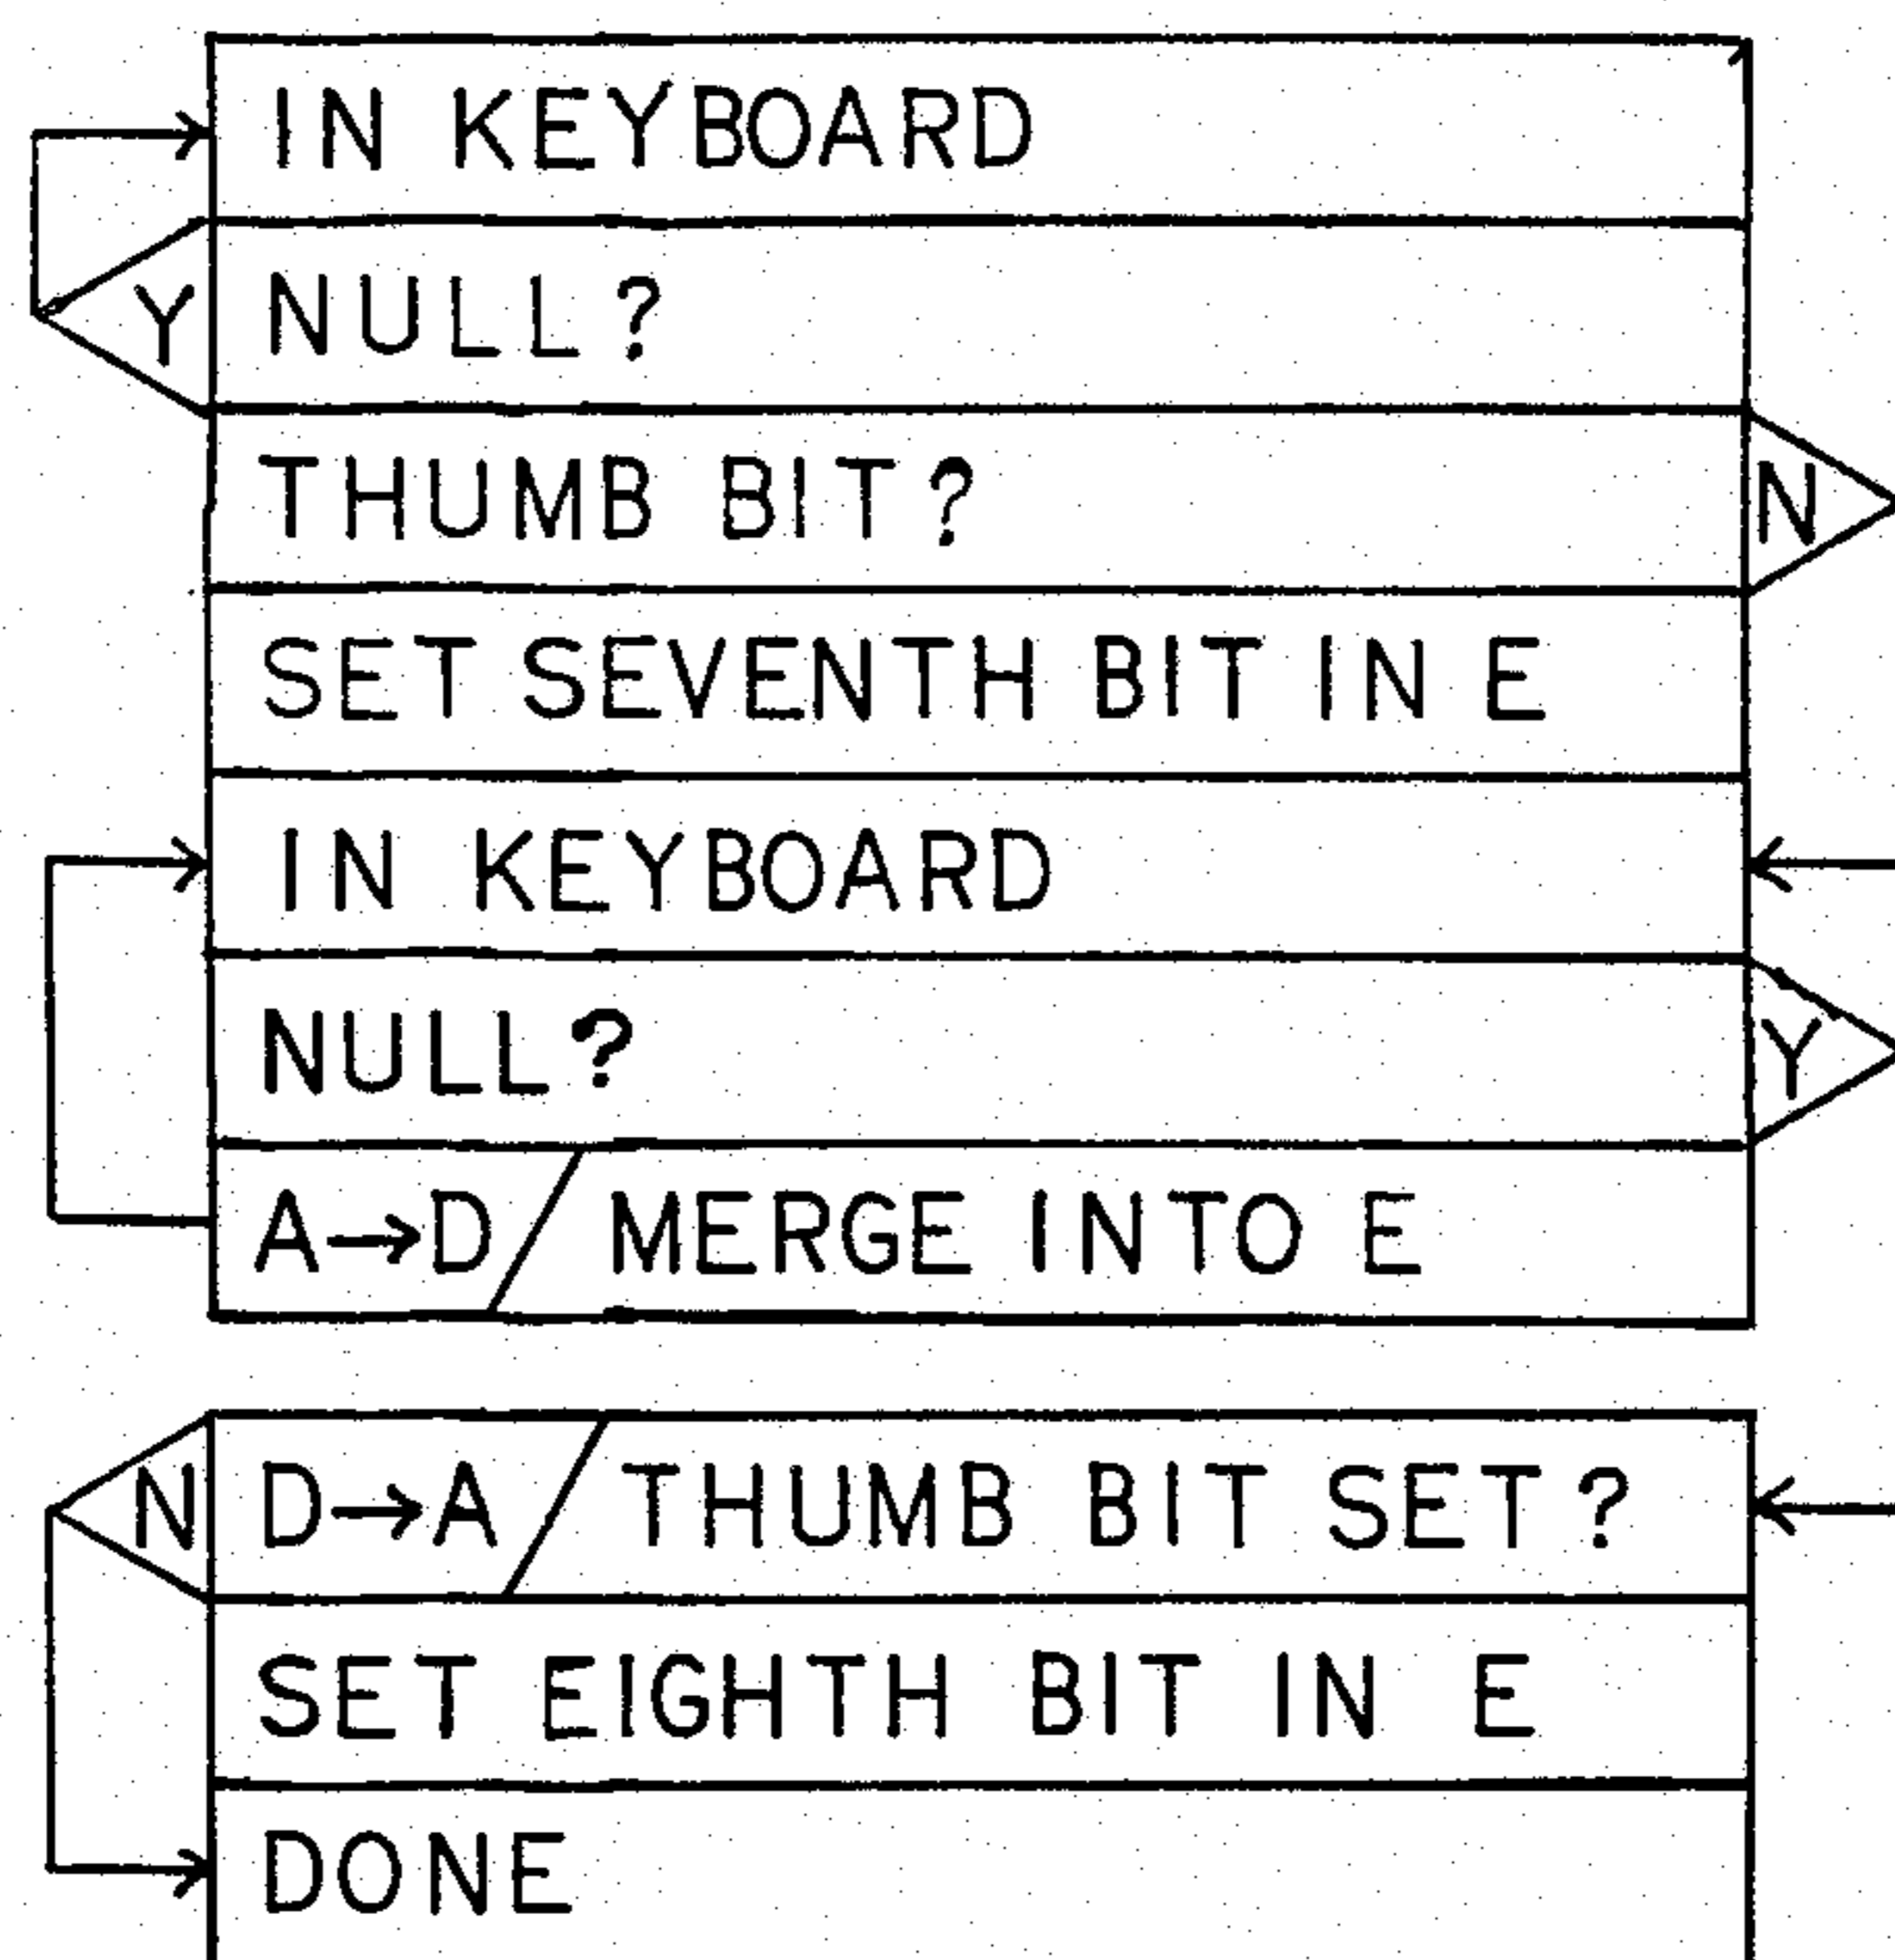 IN KEYBOARD
Y NULL?
THUMB BIT? N
SET SEVENTH BIT IN E
IN KEYBOARD
NULL? Y
A→D / MERGE INTO E
N D→A / THUMB BIT SET?
SET EIGHTH BIT IN E
DONE